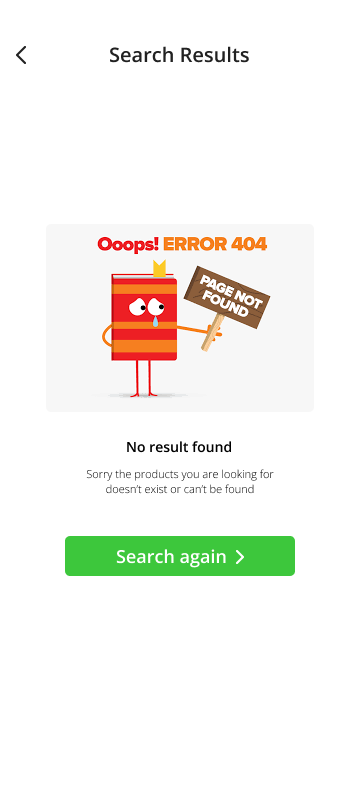 Search Results
Ooops! ERROR 404
PAGE NOT
FOUND
No result found
Sorry the products you are looking for
doesn't exist or can't be found
Search again